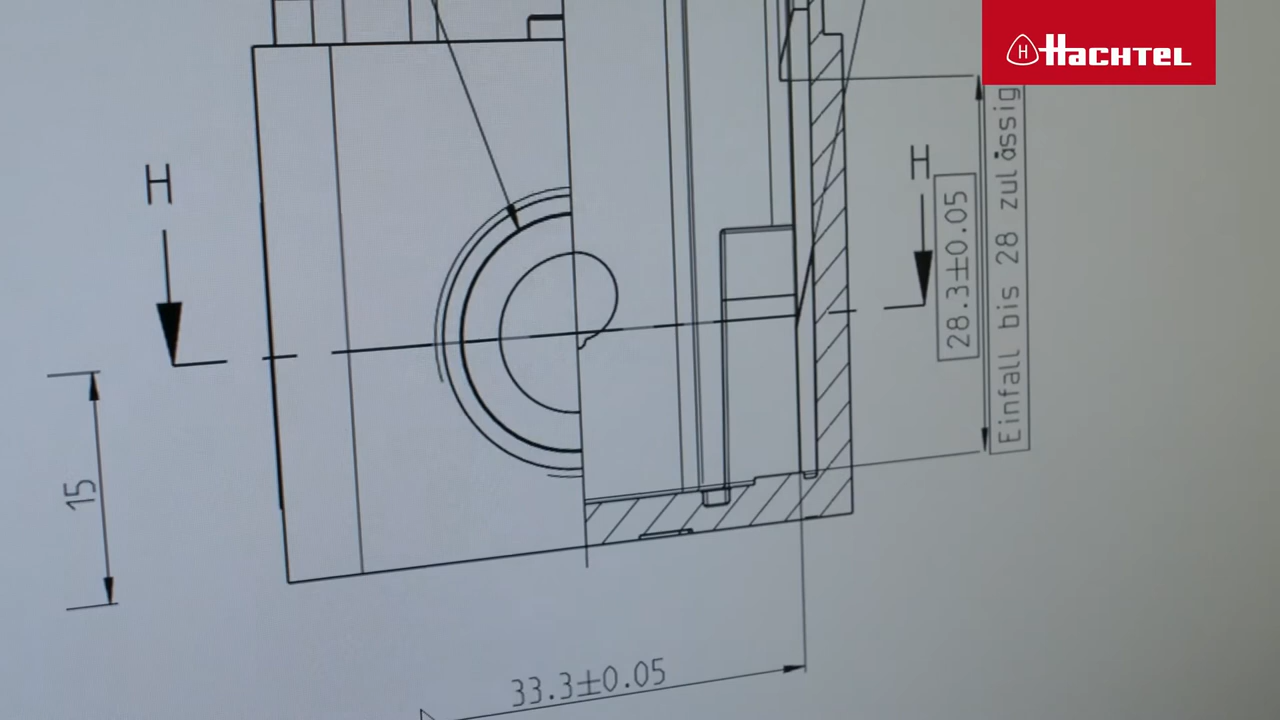 HACHTEL
H
H
28.3±0.05
Einfall bis 28 zulässig
15
33.3±0.05